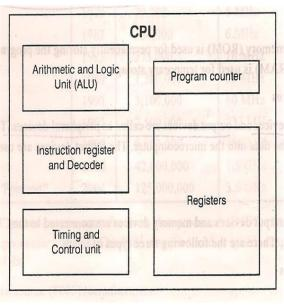 CPU
Arithmetic and Logic
Unit (ALU)
Program counter
Instruction register
and Decoder
Registers
Timing and
Control unit